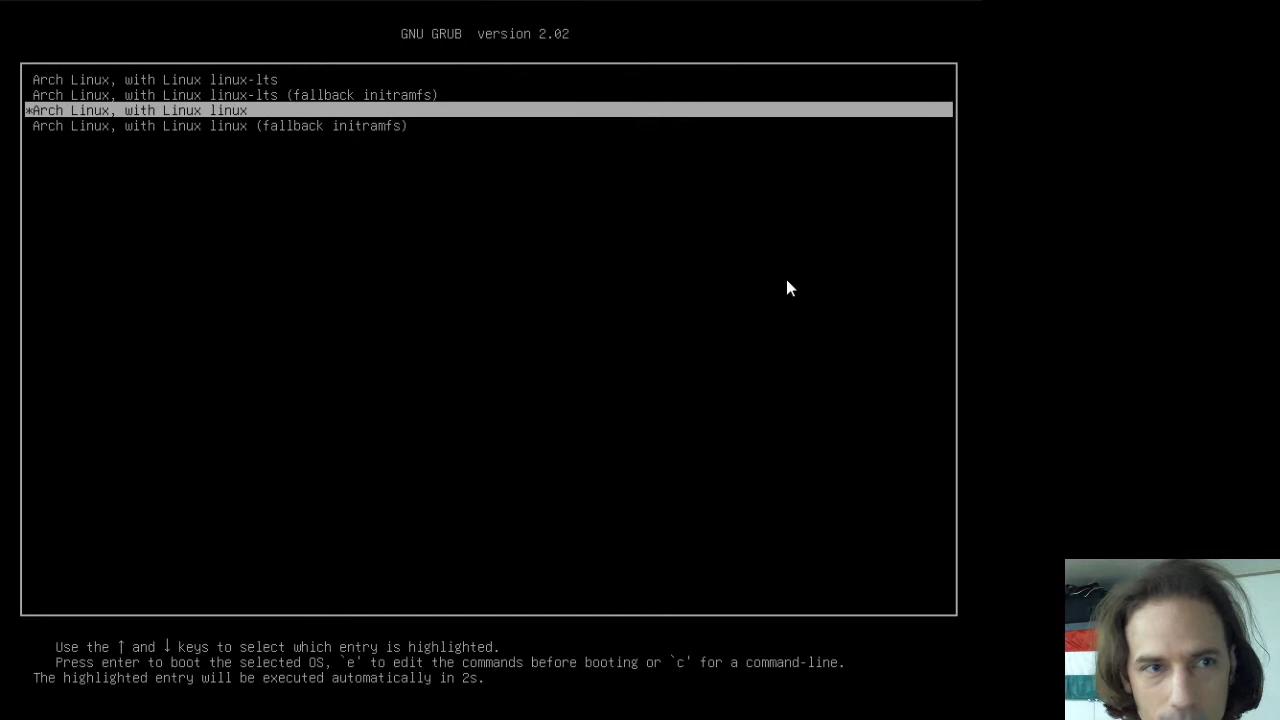 GNU GRUB  version 2.02
Arch Linux, with Linux linux-lts
Arch Linux, with Linux linux-lts (fallback initramfs)
*Arch Linux, with Linux linux
Arch Linux, with Linux linux (fallback initramfs)
Use the ↑ and ↓ keys to select which entry is highlighted.
Press enter to boot the selected OS, `e' to edit the commands before booting or `c' for a command-line.
The highlighted entry will be executed automatically in 2s.